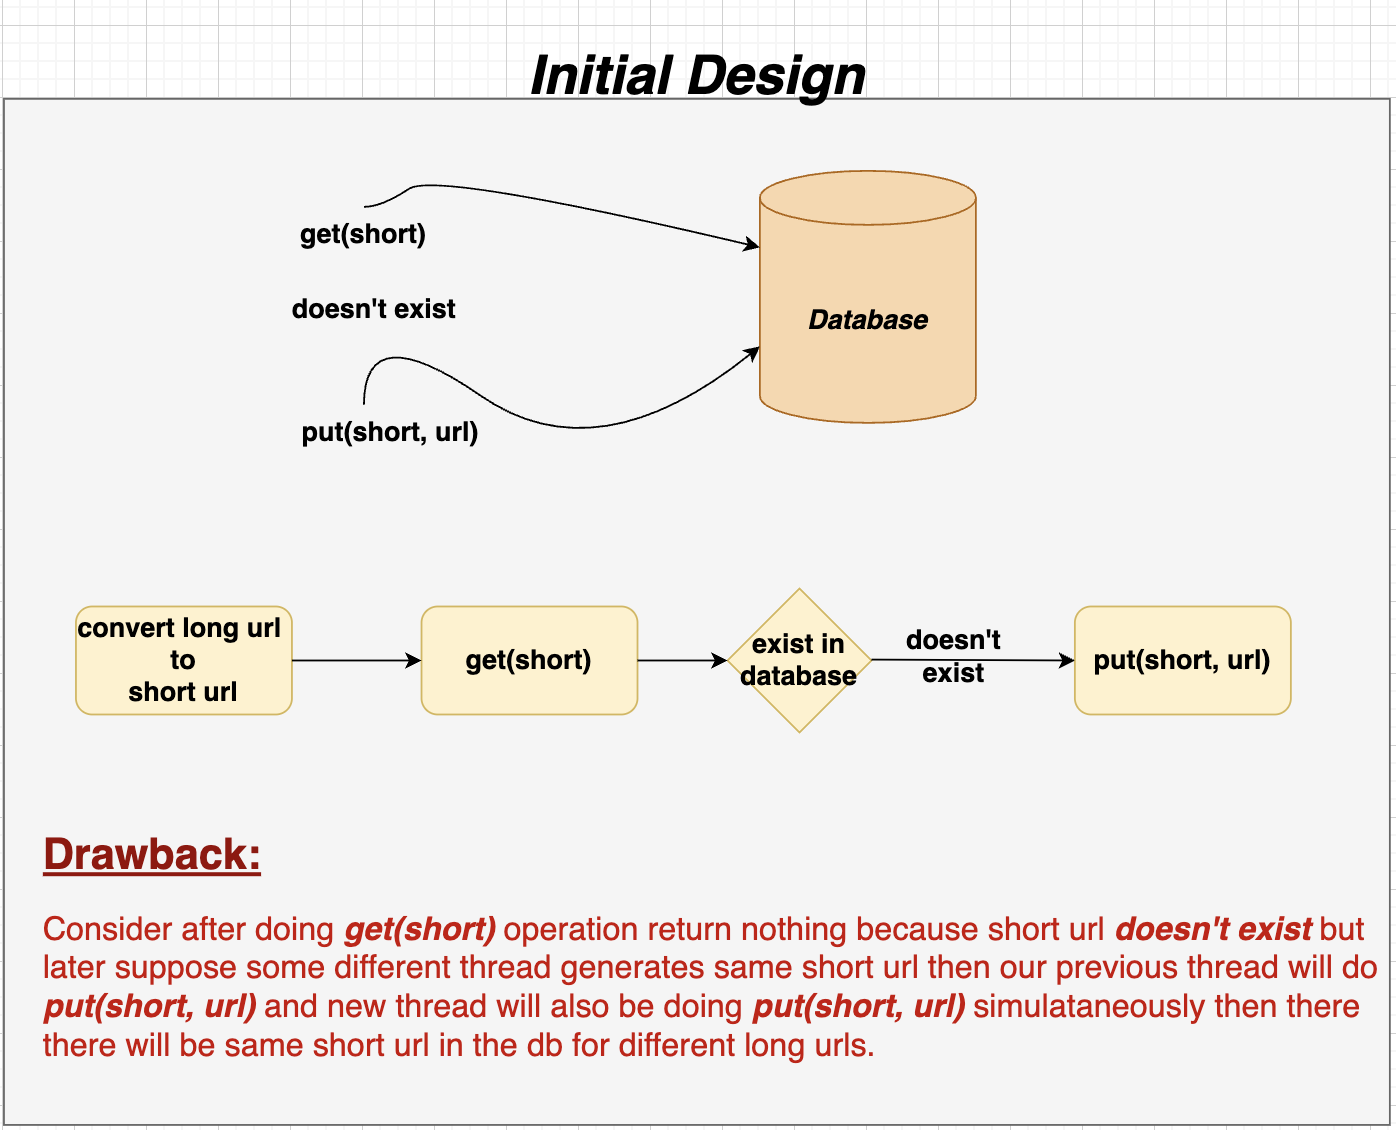 Initial Design
get(short)
doesn't exist
Database
put(short, url)
convert long url
to
short url
get(short)
exist in
database
doesn't
exist
put(short, url)
Drawback:
Consider after doing get(short) operation return nothing because short url doesn't exist but
later suppose some different thread generates same short url then our previous thread will do
put(short, url) and new thread will also be doing put(short, url) simulataneously then there
there will be same short url in the db for different long urls.